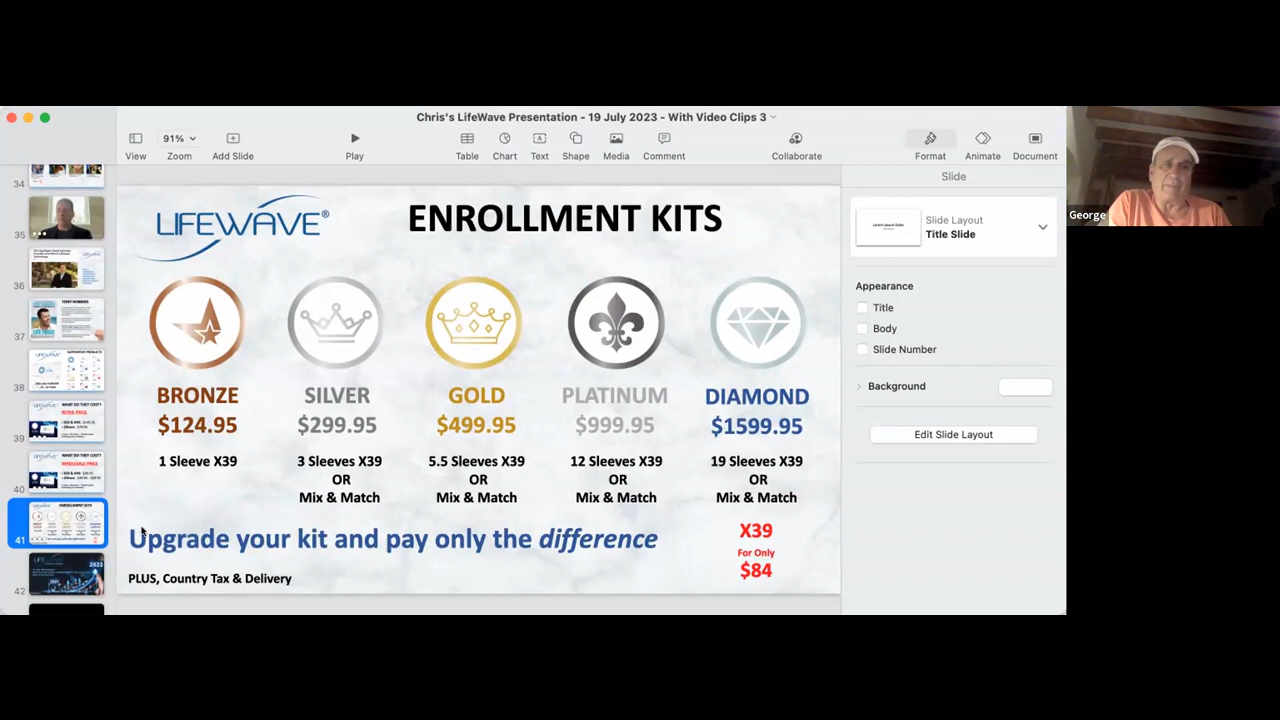 Chris's LifeWave Presentation - 19 July 2023 - With Video Clips 3
91%
View
Zoom
Add Slide
Play
Table
Chart
Text
Shape
Media
Comment
Collaborate
Format
Animate
Document
34
35
36
37
38
39
40
41
42
LIFEWAVE®
ENROLLMENT KITS
BRONZE
$124.95
1 Sleeve X39
SILVER
$299.95
3 Sleeves X39
OR
Mix & Match
GOLD
$499.95
5.5 Sleeves X39
OR
Mix & Match
PLATINUM
$999.95
12 Sleeves X39
OR
Mix & Match
DIAMOND
$1599.95
19 Sleeves X39
OR
Mix & Match
Upgrade your kit and pay only the difference
X39
For Only
$84
PLUS, Country Tax & Delivery
Slide
Slide Layout
Title Slide
Appearance
Title
Body
Slide Number
Background
Edit Slide Layout
George